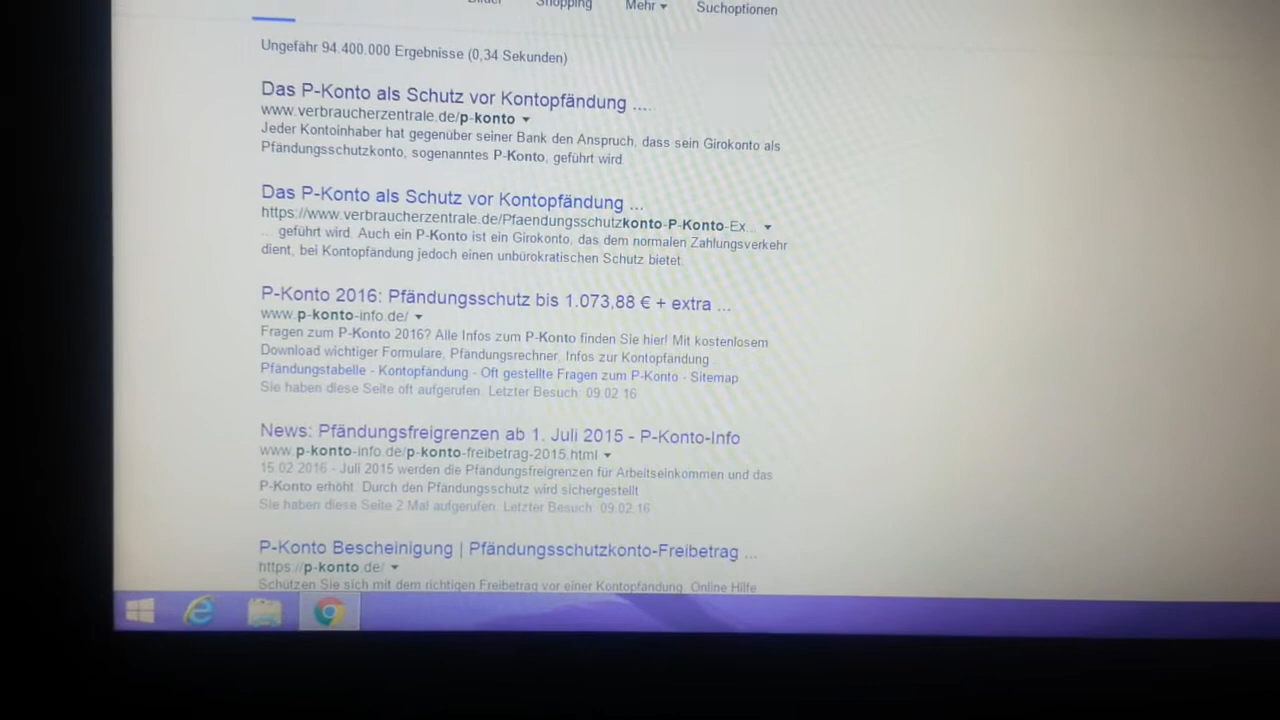 Bilder Shopping Mehr Suchoptionen
Ungefähr 94.400.000 Ergebnisse (0,34 Sekunden)
Das P-Konto als Schutz vor Kontopfändung ....
www.verbraucherzentrale.de/p-konto
Jeder Kontoinhaber hat gegenüber seiner Bank den Anspruch, dass sein Girokonto als
Pfändungsschutzkonto, sogenanntes P-Konto, geführt wird.
Das P-Konto als Schutz vor Kontopfändung ...
https://www.verbraucherzentrale.de/Pfaendungsschutzkonto-P-Konto-Ex...
... geführt wird. Auch ein P-Konto ist ein Girokonto, das dem normalen Zahlungsverkehr
dient, bei Kontopfändung jedoch einen unbürokratischen Schutz bietet.
P-Konto 2016: Pfändungsschutz bis 1.073,88 € + extra ...
www.p-konto-info.de/
Fragen zum P-Konto 2016? Alle Infos zum P-Konto finden Sie hier! Mit kostenlosem
Download wichtiger Formulare, Pfändungsrechner, Infos zur Kontopfändung ...
Pfändungstabelle - Kontopfändung - Oft gestellte Fragen zum P-Konto - Sitemap
Sie haben diese Seite oft aufgerufen. Letzter Besuch: 09.02.16
News: Pfändungsfreigrenzen ab 1. Juli 2015 - P-Konto-Info
www.p-konto-info.de/p-konto-freibetrag-2015.html
15.02.2016 - Juli 2015 werden die Pfändungsfreigrenzen für Arbeitseinkommen und das
P-Konto erhöht. Durch den Pfändungsschutz wird sichergestellt
Sie haben diese Seite 2 Mal aufgerufen. Letzter Besuch: 09.02.16
P-Konto Bescheinigung | Pfändungsschutzkonto-Freibetrag ...
https://p-konto.de/
Schützen Sie sich mit dem richtigen Freibetrag vor einer Kontopfändung. Online Hilfe